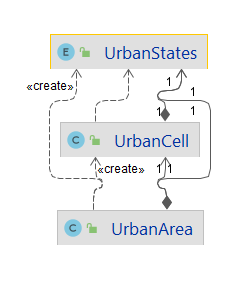 E UrbanStates
«create»
1 1
1 1
C UrbanCell
«create» 1 1
C UrbanArea